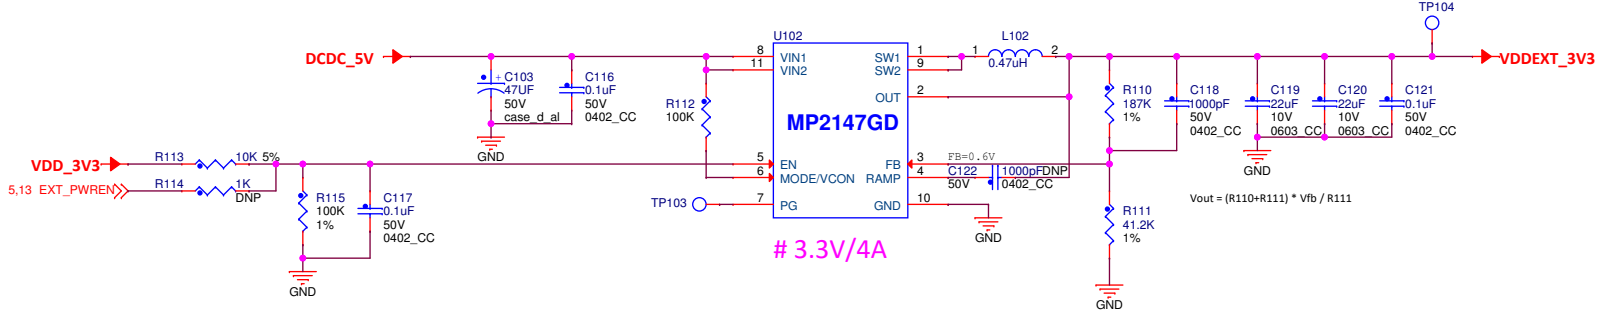 TP104
DCDC_5V
C103
47UF
50V
case_d_al
C116
0.1uF
50V
0402_CC
GND
R112
100K
U102
8
VIN1
11
VIN2
SW1
1
SW2
9
OUT
2
MP2147GD
5
EN
6
MODE/VCON
7
PG
FB
3
RAMP
4
GND
10
# 3.3V/4A
TP103
1
L102
2
0.47uH
VDDEXT_3V3
R110
187K
1%
C118
1000pF
50V
0402_CC
C119
22uF
10V
0603_CC
C120
22uF
10V
0603_CC
C121
0.1uF
50V
0402_CC
GND
FB=0.6V
C122
50V
1000pF
DNP
0402_CC
GND
R111
41.2K
1%
GND
Vout = (R110+R111) * Vfb / R111
VDD_3V3
R113
10K
5%
5,13 EXT_PWREN
R114
1K
DNP
R115
100K
1%
C117
0.1uF
50V
0402_CC
GND